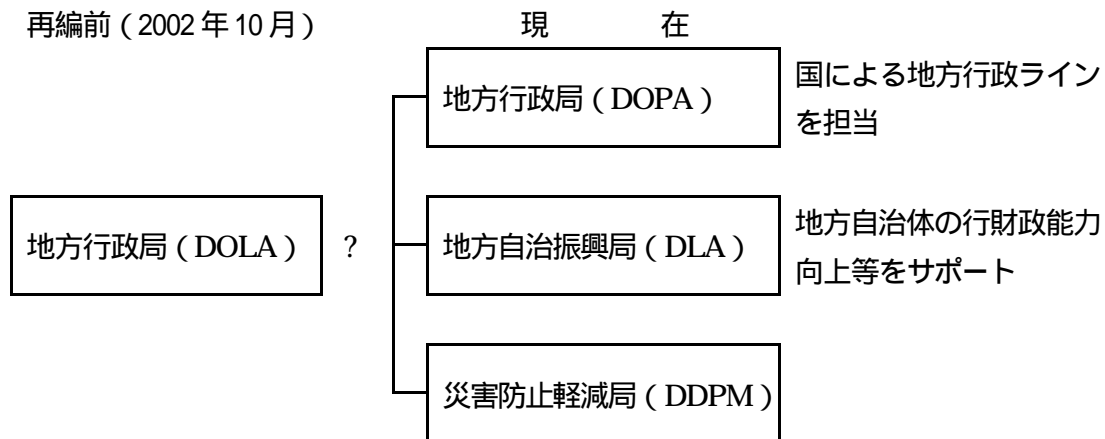 再編前（2002年10月）
現　　在
地方行政局（DOPA）
国による地方行政ライン
を担当
地方行政局（DOLA）
?
地方自治振興局（DLA）
地方自治体の行財政能力
向上等をサポート
災害防止軽減局（DDPM）